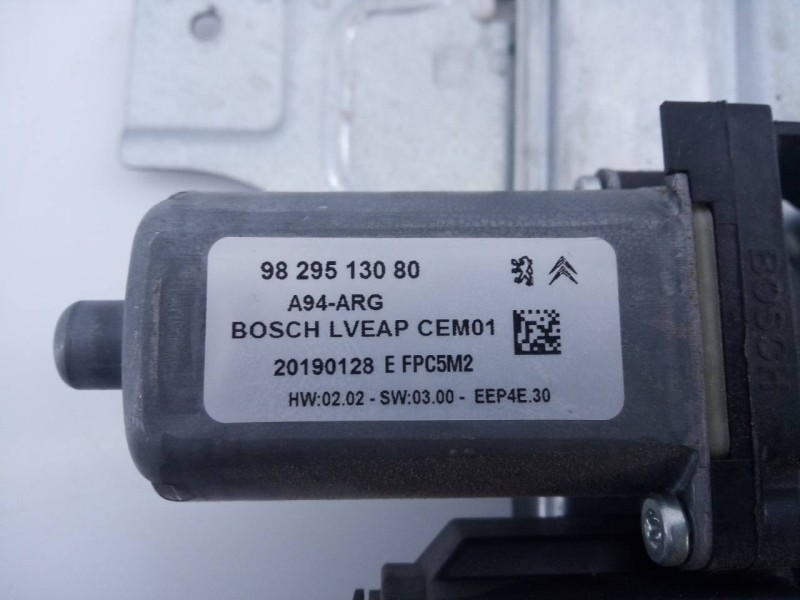 98 295 130 80
A94-ARG
BOSCH LVEAP CEM01
20190128 E FPC5M2
HW:02.02 - SW:03.00 - EEP4E.30
BOSCH